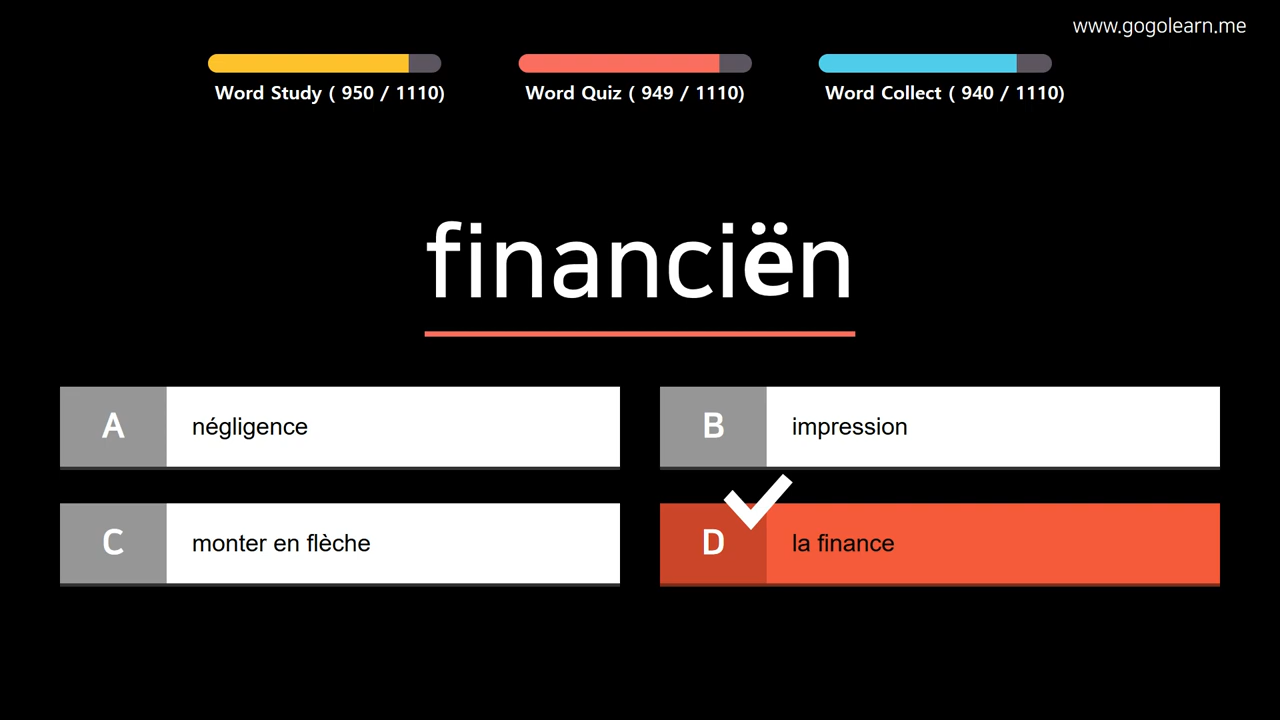 www.gogolearn.me
Word Study ( 950 / 1110)
Word Quiz ( 949 / 1110)
Word Collect ( 940 / 1110)
financiën
A négligence
B impression
C monter en flèche
D la finance